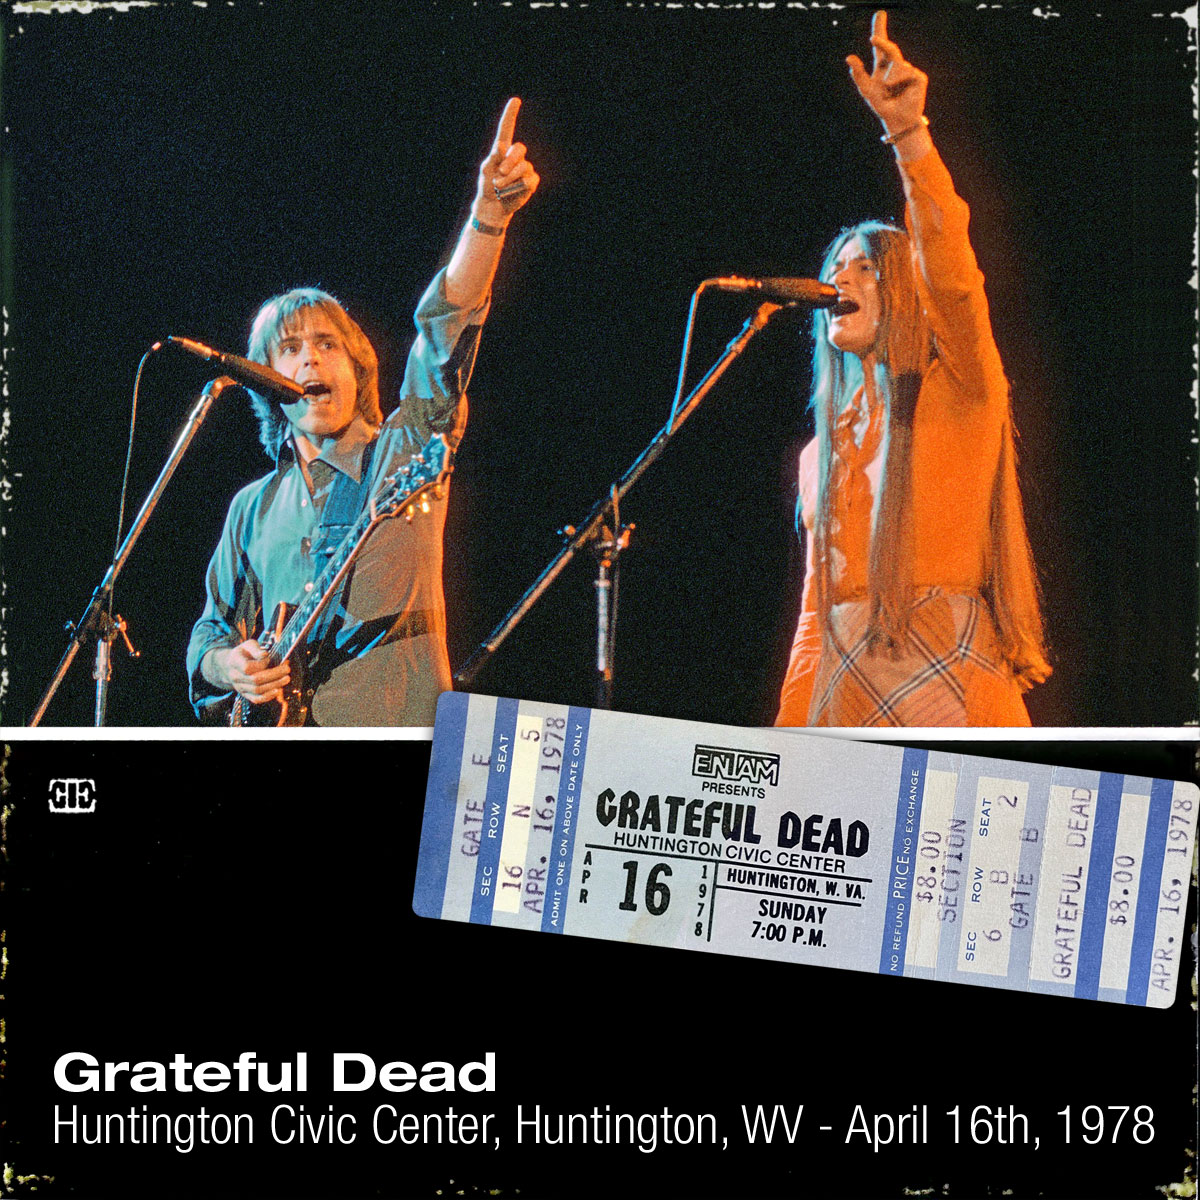 GATE E
SEC ROW SEAT
16 N 5
APR. 16, 1978
ADMIT ONE ON ABOVE DATE ONLY
ENTAM
PRESENTS
GRATEFUL DEAD
HUNTINGTON CIVIC CENTER
APR
16
1978
HUNTINGTON, W. VA.
SUNDAY
7:00 P.M.
NO REFUND PRICE NO EXCHANGE
$8.00
SECTION
SEC ROW SEAT
6 B 2
GATE B
GRATEFUL DEAD
$8.00
APR. 16, 1978
Grateful Dead
Huntington Civic Center, Huntington, WV - April 16th, 1978